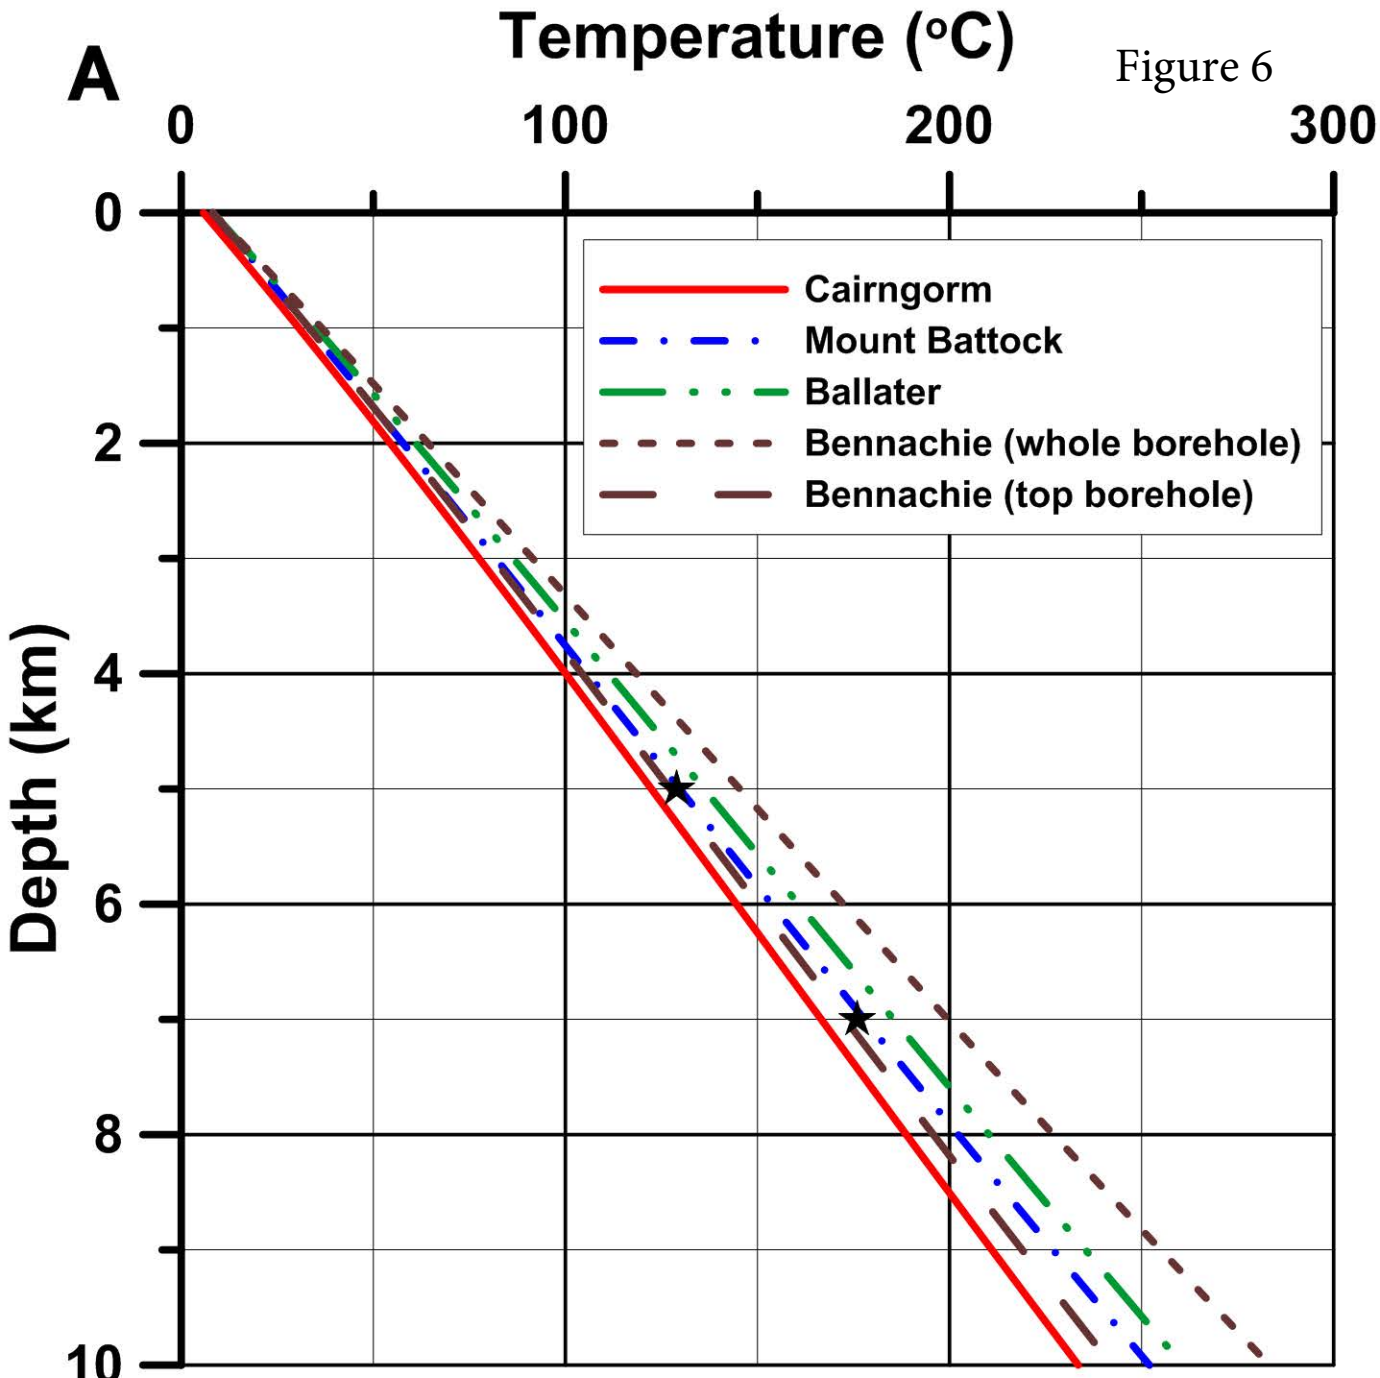 Temperature (°C)
A
Figure 6
0 100 200 300
0
2
4
6
8
10
Depth (km)
Cairngorm
Mount Battock
Ballater
Bennachie (whole borehole)
Bennachie (top borehole)